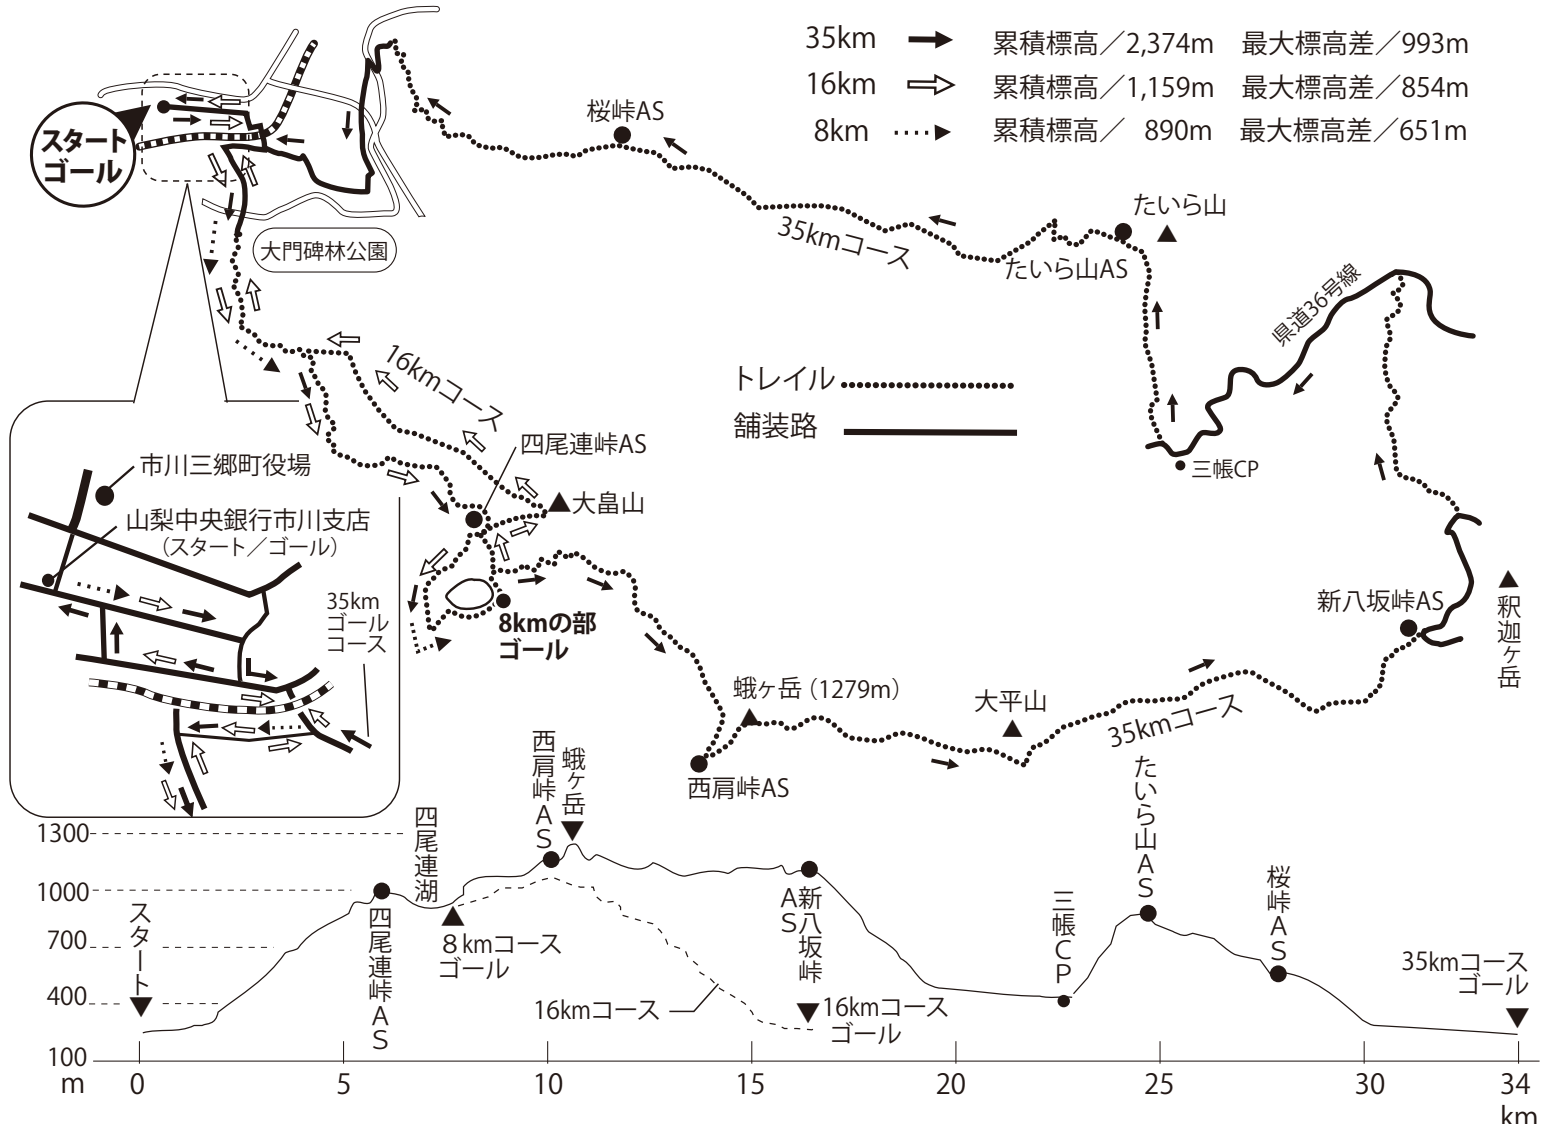 35km 累積標高／2,374m 最大標高差／993m
16km 累積標高／1,159m 最大標高差／854m
8km 累積標高／ 890m 最大標高差／651m
スタート
ゴール
桜峠AS
たいら山
大門碑林公園
35kmコース
たいら山AS
県道36号線
16kmコース
トレイル
舗装路
四尾連峠AS
三帳CP
市川三郷町役場
大畠山
山梨中央銀行市川支店
（スタート／ゴール）
35km
ゴール
コース
8kmの部
ゴール
新八坂峠AS
釈迦ヶ岳
蛾ヶ岳（1279m）
大平山
35kmコース
西肩峠AS
1300
1000
700
400
100
m
スタート
四尾連峠AS
四尾連湖
８kmコース
ゴール
西肩峠AS
蛾ヶ岳
16kmコース
新八坂峠
AS
16kmコース
ゴール
三帳CP
たいら山AS
桜峠AS
35kmコース
ゴール
0 5 10 15 20 25 30 34
km